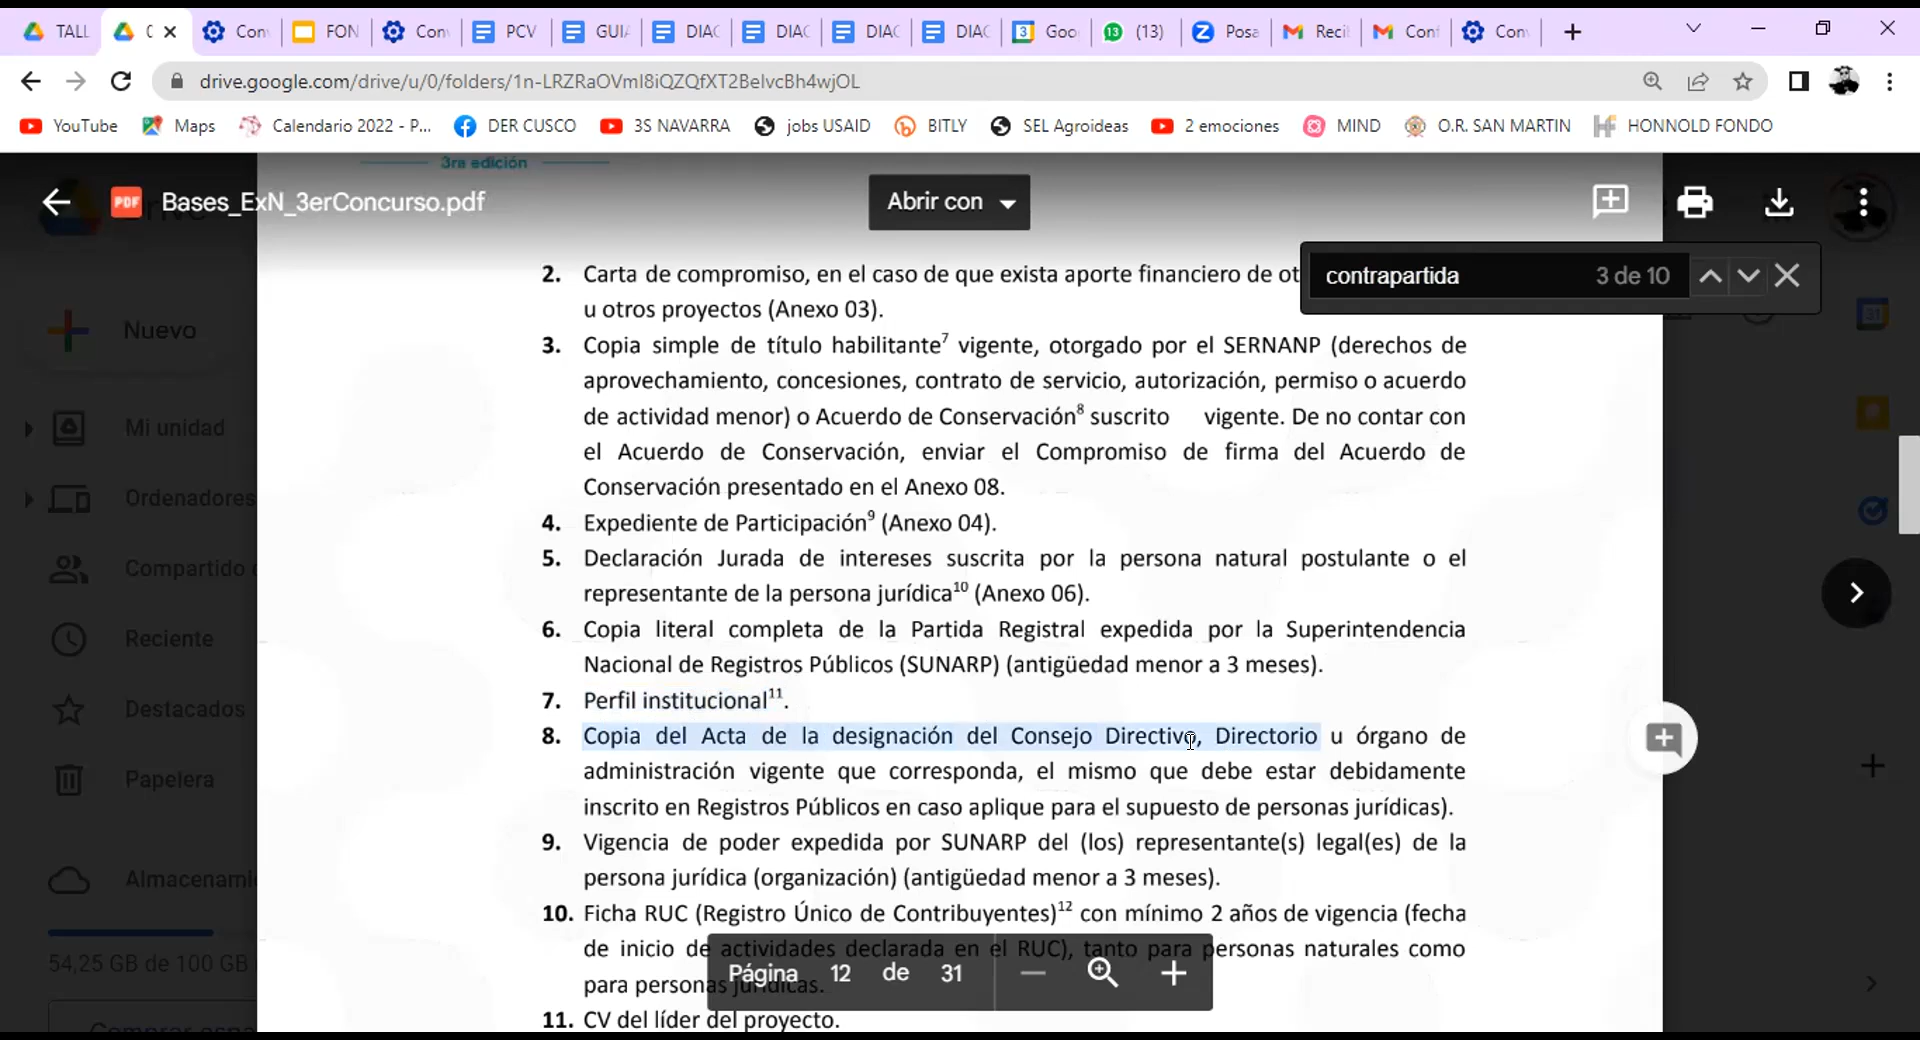 TALL
Con
FON
Con
PCV
GUI
DIAC
DIAC
DIAC
DIAC
Goo
(13)
Posa
Reci
Conf
Con
drive.google.com/drive/u/0/folders/1n-LRZRaOVmI8iQZQfXT2BelvcBh4wjOL
YouTube
Maps
Calendario 2022 - P...
DER CUSCO
3S NAVARRA
jobs USAID
BITLY
SEL Agroideas
2 emociones
MIND
O.R. SAN MARTIN
HONNOLD FONDO
3ra edición
PDF
Bases_ExN_3erConcurso.pdf
Abrir con
contrapartida 3 de 10
Nuevo
Mi unidad
Ordenadores
Compartido
Reciente
Destacados
Papelera
Almacenami
54,25 GB de 100 GB
2. Carta de compromiso, en el caso de que exista aporte financiero de ot
u otros proyectos (Anexo 03).
3. Copia simple de título habilitante7 vigente, otorgado por el SERNANP (derechos de
aprovechamiento, concesiones, contrato de servicio, autorización, permiso o acuerdo
de actividad menor) o Acuerdo de Conservación8 suscrito vigente. De no contar con
el Acuerdo de Conservación, enviar el Compromiso de firma del Acuerdo de
Conservación presentado en el Anexo 08.
4. Expediente de Participación9 (Anexo 04).
5. Declaración Jurada de intereses suscrita por la persona natural postulante o el
representante de la persona jurídica10 (Anexo 06).
6. Copia literal completa de la Partida Registral expedida por la Superintendencia
Nacional de Registros Públicos (SUNARP) (antigüedad menor a 3 meses).
7. Perfil institucional11.
8. Copia del Acta de la designación del Consejo Directivo, Directorio u órgano de
administración vigente que corresponda, el mismo que debe estar debidamente
inscrito en Registros Públicos en caso aplique para el supuesto de personas jurídicas).
9. Vigencia de poder expedida por SUNARP del (los) representante(s) legal(es) de la
persona jurídica (organización) (antigüedad menor a 3 meses).
10. Ficha RUC (Registro Único de Contribuyentes)12 con mínimo 2 años de vigencia (fecha
de inicio de actividades declarada en el RUC), tanto para personas naturales como
para personas jurídicas.
11. CV del líder del proyecto.
Página 12 de 31